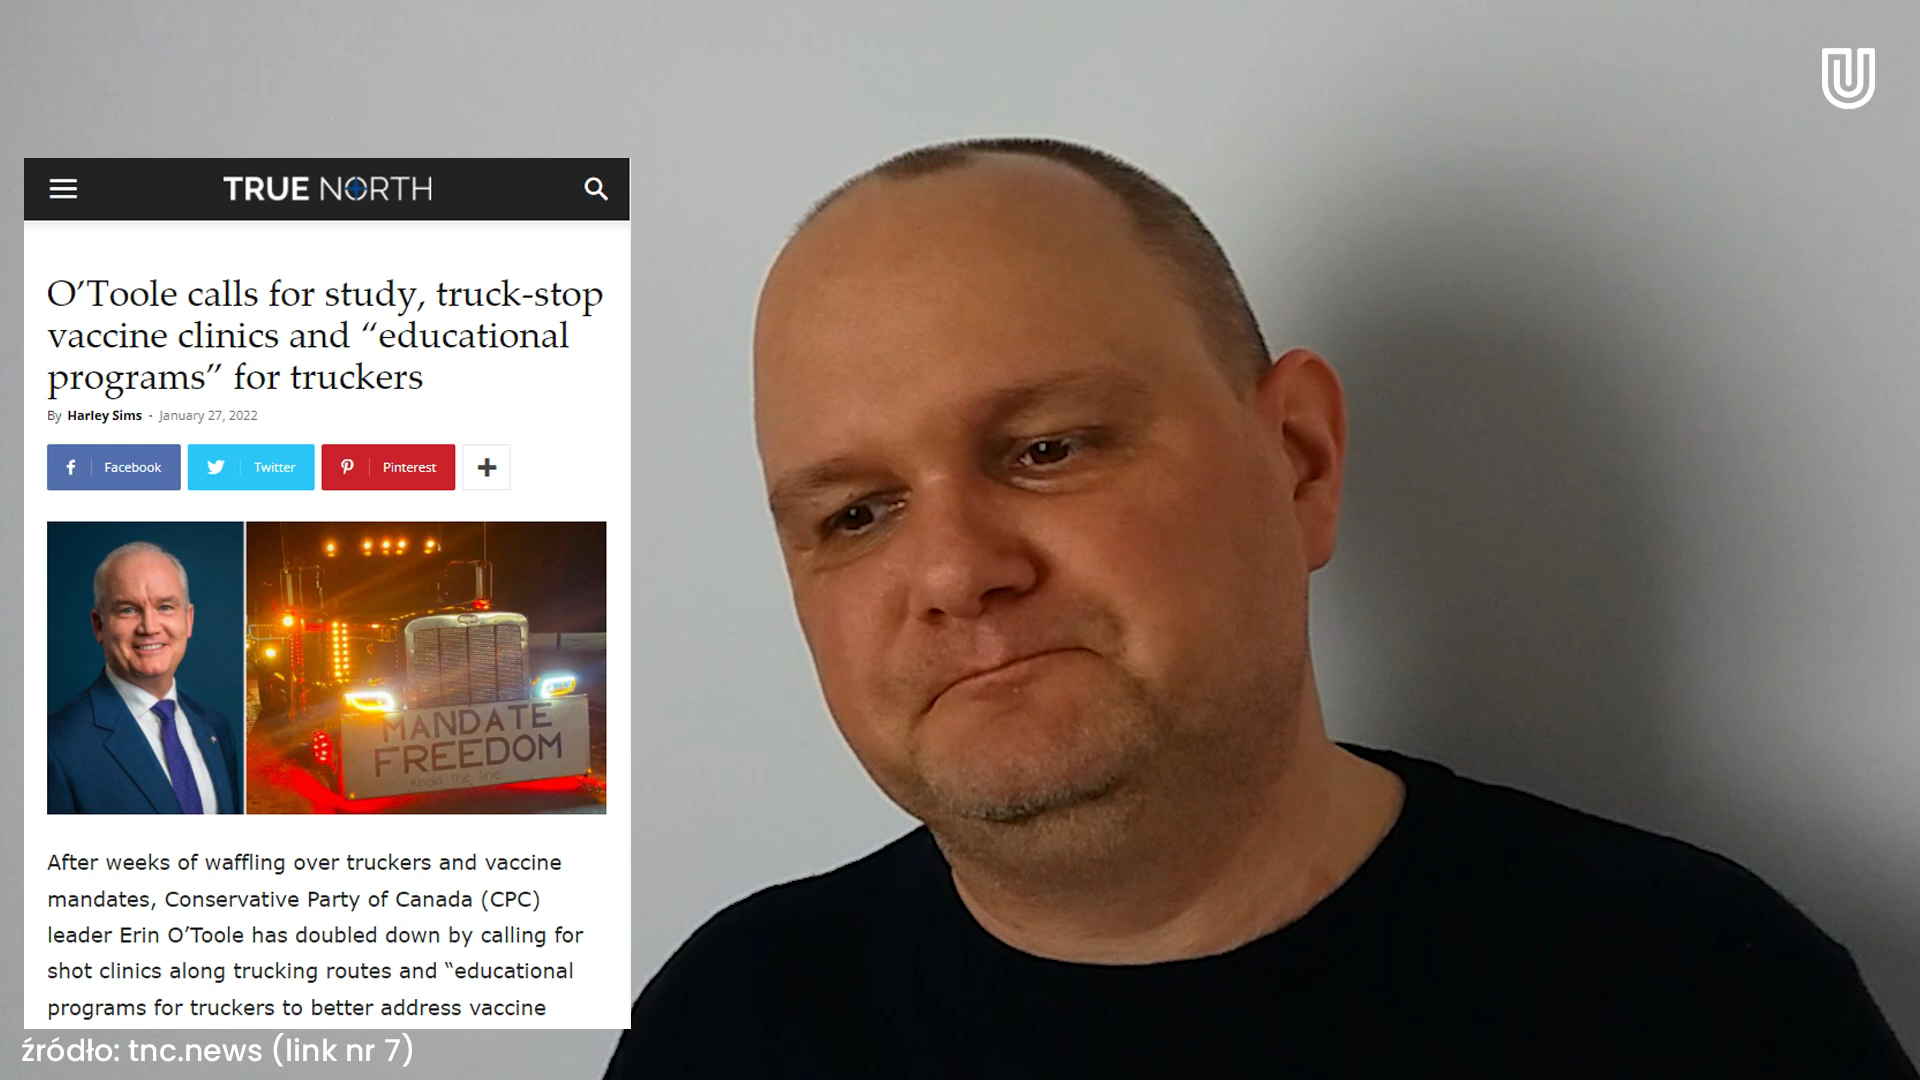 TRUE NORTH
O’Toole calls for study, truck-stop
vaccine clinics and “educational
programs” for truckers
By Harley Sims - January 27, 2022
Facebook
Twitter
Pinterest
MANDATE
FREEDOM
#hold the line
After weeks of waffling over truckers and vaccine
mandates, Conservative Party of Canada (CPC)
leader Erin O’Toole has doubled down by calling for
shot clinics along trucking routes and “educational
programs for truckers to better address vaccine
źródło: tnc.news (link nr 7)